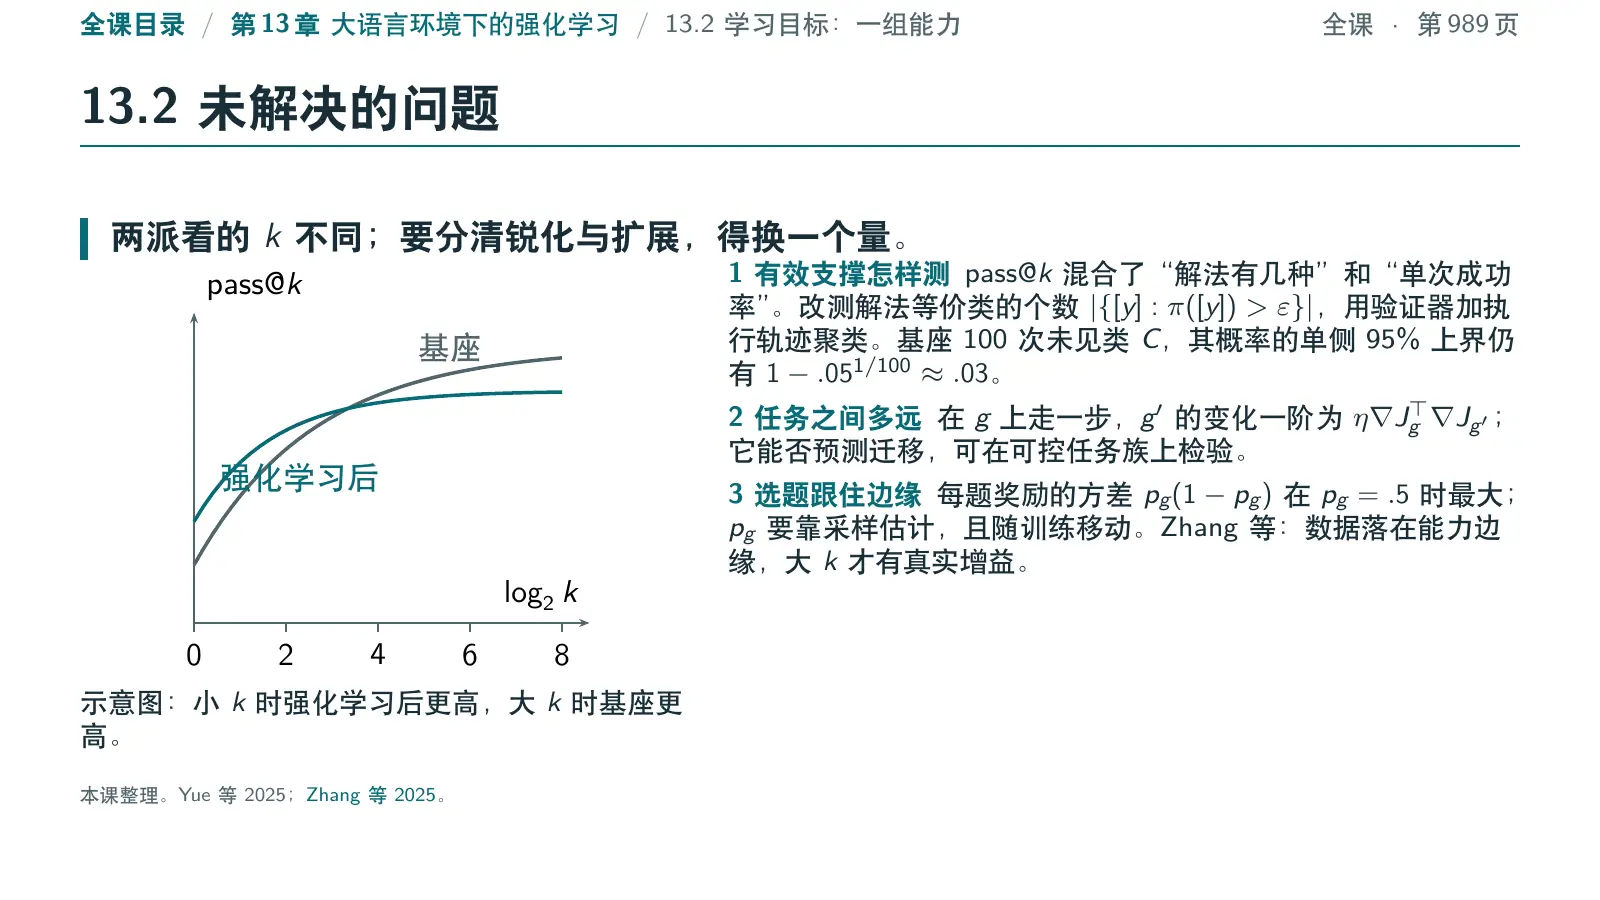 全课目录 / 第 13 章 大语言环境下的强化学习 / 13.2 学习目标：一组能力
全课 · 第 989 页
13.2 未解决的问题
两派看的 k 不同；要分清锐化与扩展，得换一个量。
pass@k
基座
强化学习后
log₂ k
0 2 4 6 8
示意图：小 k 时强化学习后更高，大 k 时基座更
高。
1 有效支撑怎样测 pass@k 混合了“解法有几种”和“单次成功
率”。改测解法等价类的个数 |{[y] : π([y]) > ε}|，用验证器加执
行轨迹聚类。基座 100 次未见类 C，其概率的单侧 95% 上界仍
有 1 − .05^{1/100} ≈ .03。
2 任务之间多远 在 g 上走一步，g′ 的变化一阶为 η∇J_g^⊤∇J_{g′}；
它能否预测迁移，可在可控任务族上检验。
3 选题跟住边缘 每题奖励的方差 p_g(1 − p_g) 在 p_g = .5 时最大；
p_g 要靠采样估计，且随训练移动。Zhang 等：数据落在能力边
缘，大 k 才有真实增益。
本课整理。Yue 等 2025；Zhang 等 2025。